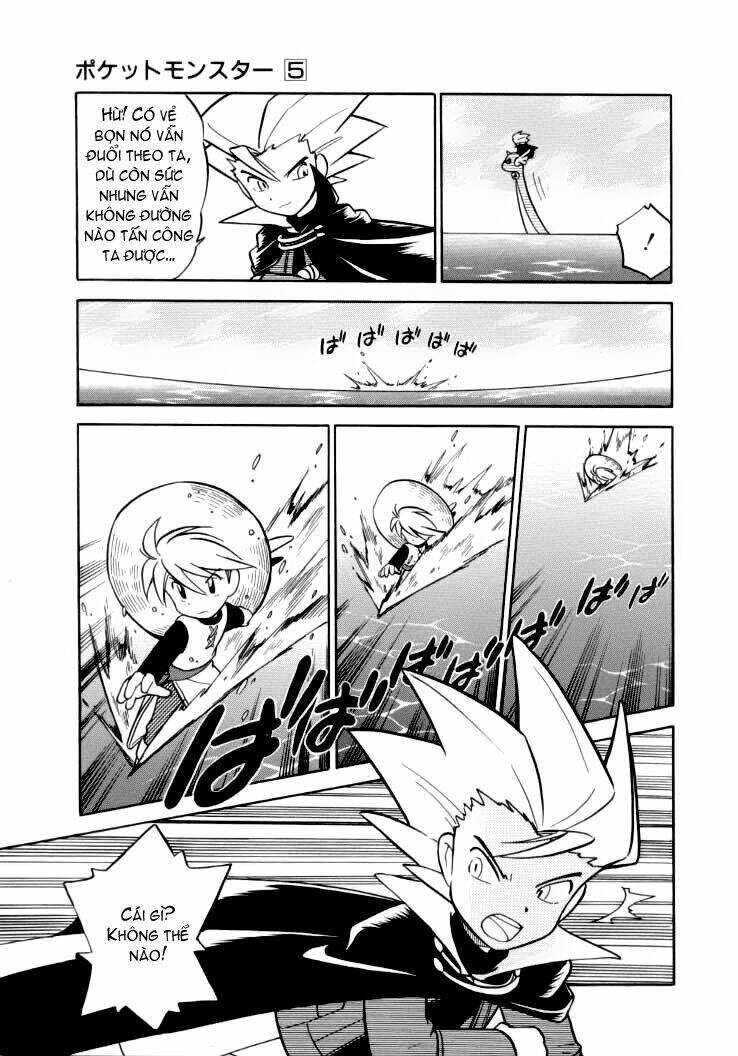 ポケットモンスター 5
HỪ! CÓ VẺ
BỌN NÓ VẪN
ĐUỔI THEO TA,
DÙ CÒN SỨC
NHƯNG VẪN
KHÔNG ĐƯỜNG
NÀO TẤN CÔNG
TA ĐƯỢC...
!
ば゛ば゛ば゛ば゛ば゛
ば゛ば゛ば゛ば゛ば゛ば゛ば゛
CÁI GÌ?
KHÔNG THỂ
NÀO!